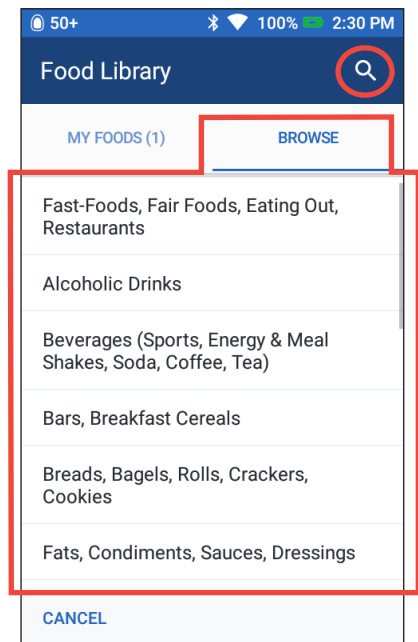 50+ 100% 2:30 PM
Food Library
MY FOODS (1) BROWSE
Fast-Foods, Fair Foods, Eating Out,
Restaurants
Alcoholic Drinks
Beverages (Sports, Energy & Meal
Shakes, Soda, Coffee, Tea)
Bars, Breakfast Cereals
Breads, Bagels, Rolls, Crackers,
Cookies
Fats, Condiments, Sauces, Dressings
CANCEL